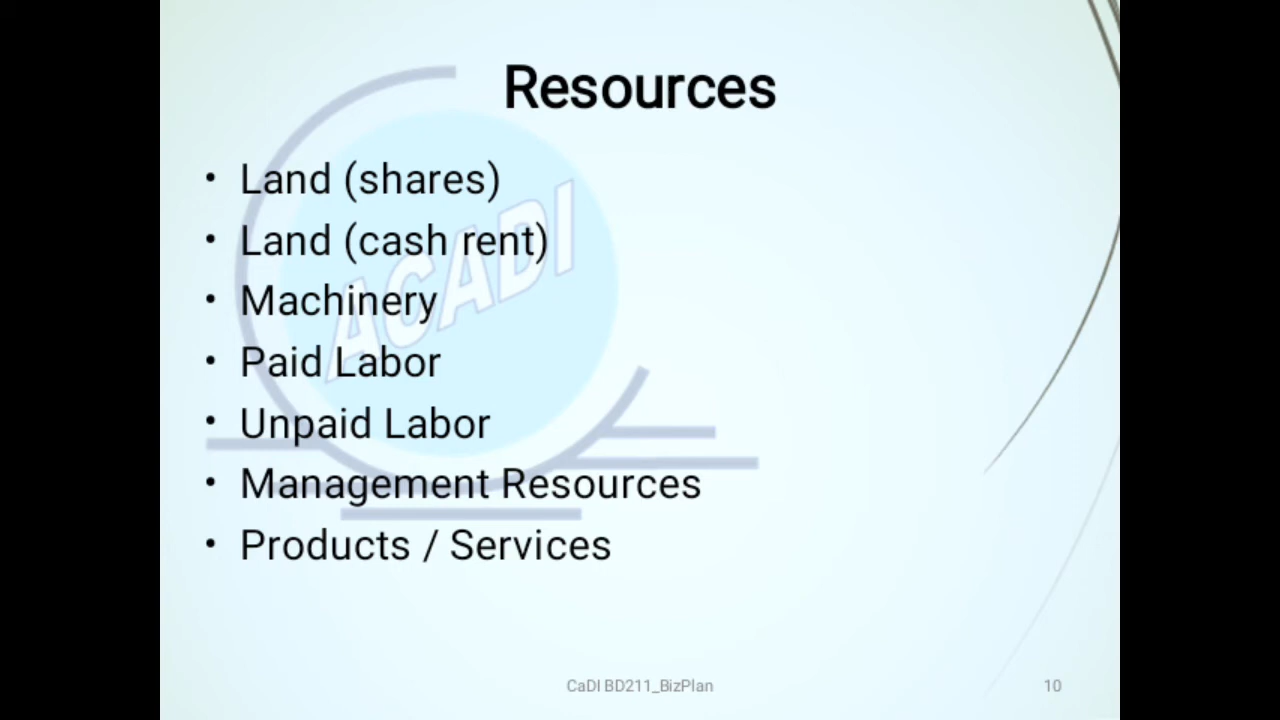 Resources
• Land (shares)
• Land (cash rent)
• Machinery
• Paid Labor
• Unpaid Labor
• Management Resources
• Products / Services
ACADI
CaDI BD211_BizPlan
10